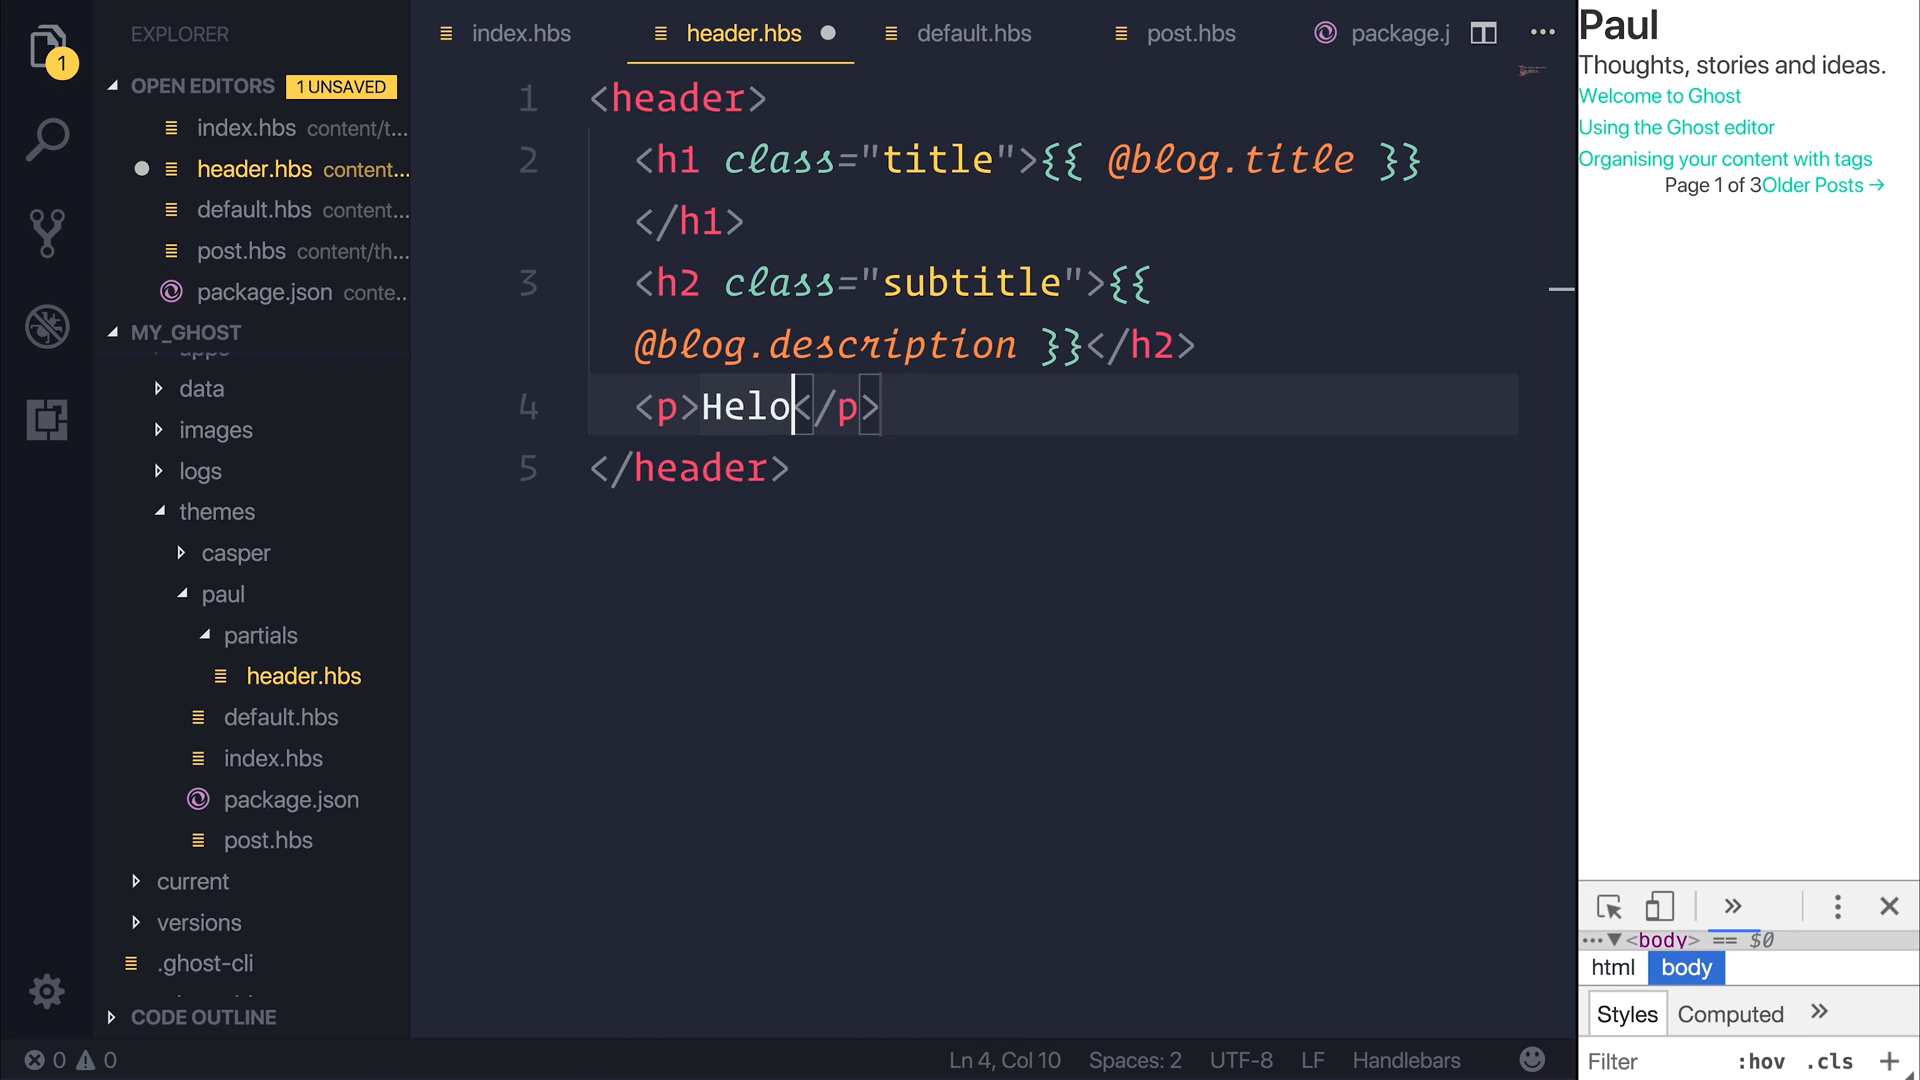 1
EXPLORER
OPEN EDITORS 1 UNSAVED
index.hbs content/t...
header.hbs content...
default.hbs content...
post.hbs content/th...
package.json conte...
MY_GHOST
apps
data
images
logs
themes
casper
paul
partials
header.hbs
default.hbs
index.hbs
package.json
post.hbs
current
versions
.ghost-cli
CODE OUTLINE
index.hbs header.hbs default.hbs post.hbs package.j
1 <header>
2 <h1 class="title">{{ @blog.title }}
</h1>
3 <h2 class="subtitle">{{
@blog.description }}</h2>
4 <p>Helo</p>
5 </header>
0 0
Ln 4, Col 10 Spaces: 2 UTF-8 LF Handlebars
Paul
Thoughts, stories and ideas.
Welcome to Ghost
Using the Ghost editor
Organising your content with tags
Page 1 of 3Older Posts →
<body> == $0
html body
Styles Computed
Filter :hov .cls +